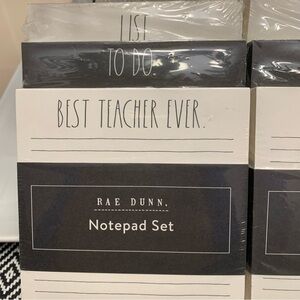 LIST
TO DO.
BEST TEACHER EVER.
RAE DUNN.
Notepad Set